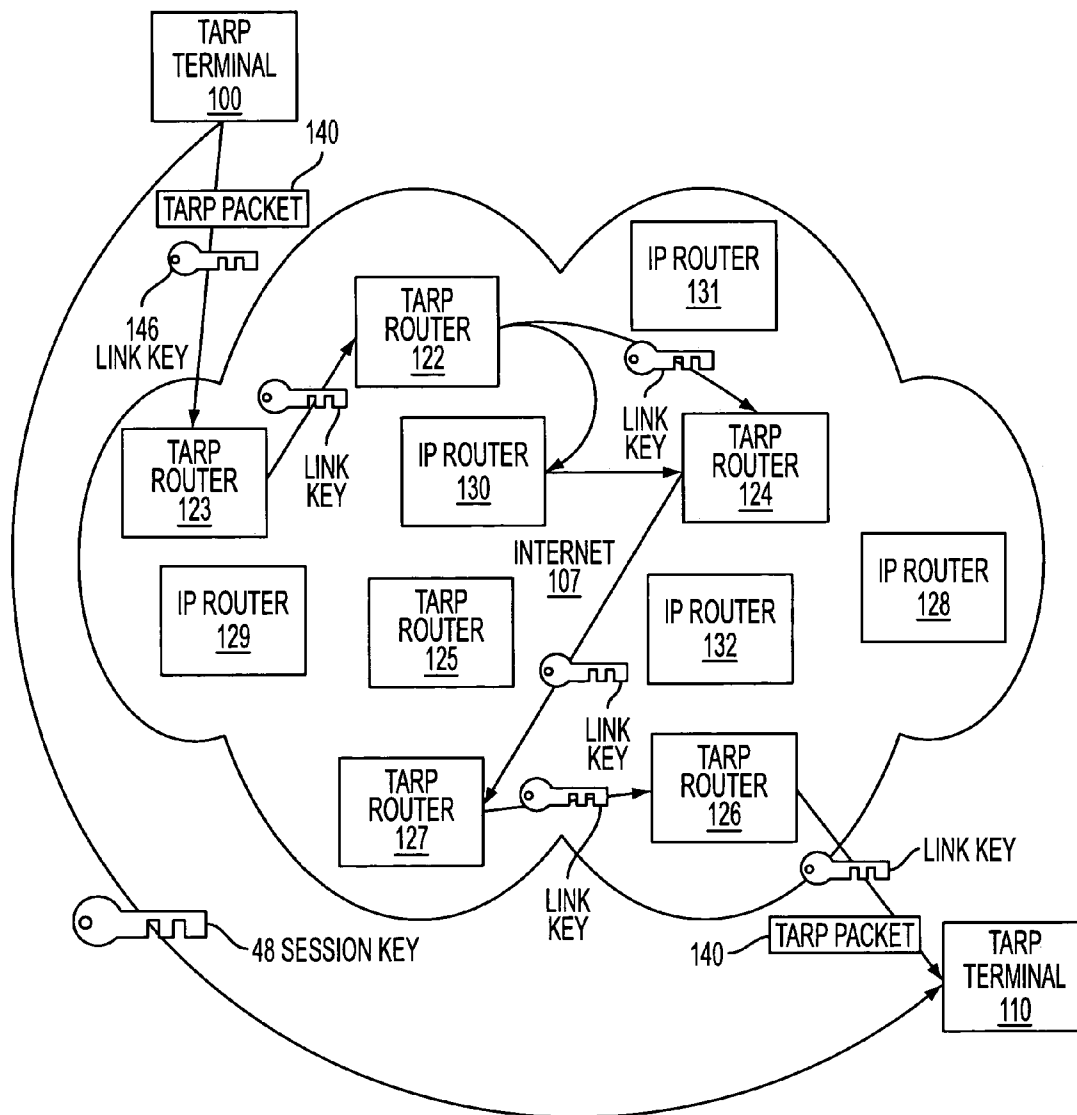 TARP
TERMINAL
100
140
TARP PACKET
146
LINK KEY
IP ROUTER
131
TARP
ROUTER
122
LINK
KEY
LINK
KEY
TARP
ROUTER
123
IP ROUTER
130
TARP
ROUTER
124
INTERNET
107
IP ROUTER
129
TARP
ROUTER
125
IP ROUTER
132
IP ROUTER
128
LINK
KEY
TARP
ROUTER
127
TARP
ROUTER
126
LINK
KEY
LINK KEY
48 SESSION KEY
140
TARP PACKET
TARP
TERMINAL
110